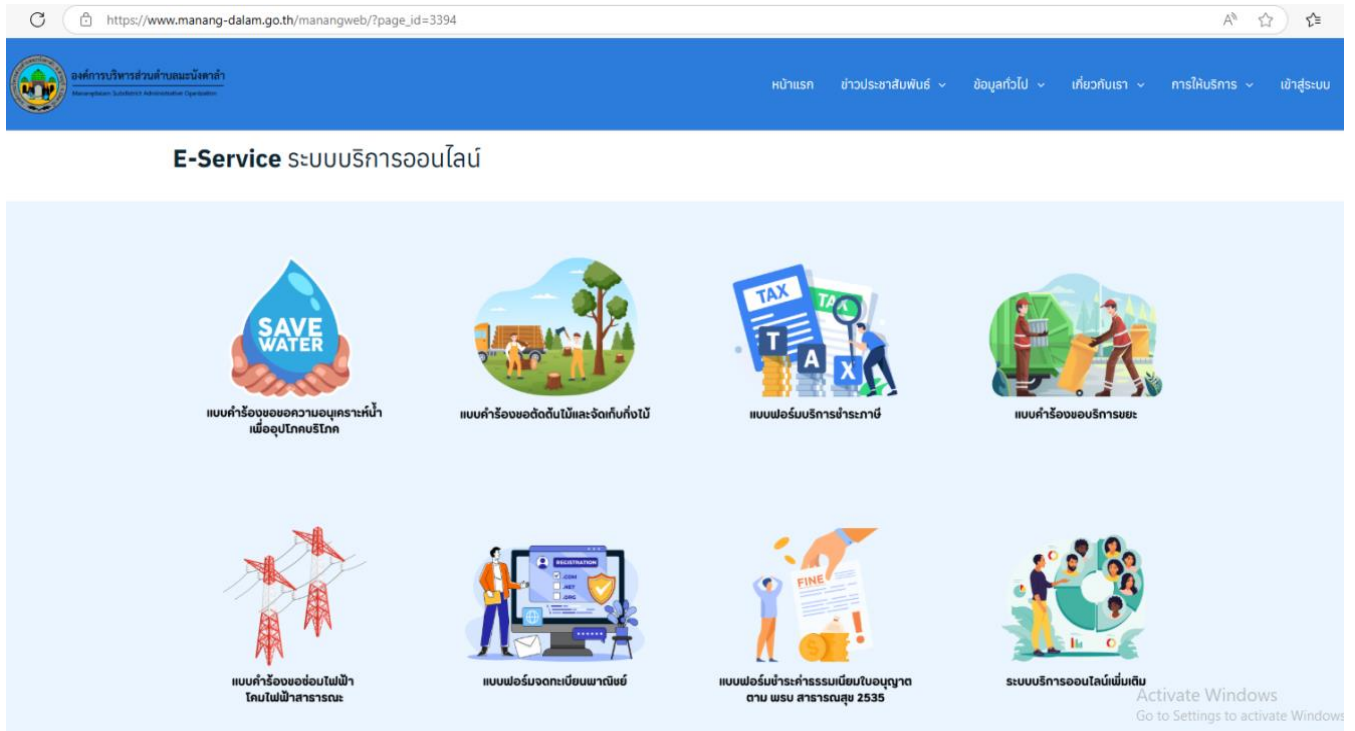 https://www.manang-dalam.go.th/manangweb/?page_id=3394
องค์การบริหารส่วนตำบลมะนังดาลำ
Manangdalam Subdistrict Administrative Oganization
หน้าแรก ข่าวประชาสัมพันธ์ ข้อมูลทั่วไป เกี่ยวกับเรา การให้บริการ เข้าสู่ระบบ
E-Service ระบบบริการออนไลน์
SAVE
WATER
TAX TAX
T A X
แบบคำร้องขอขอความอนุเคราะห์น้ำ
เพื่ออุปโภคบริโภค
แบบคำร้องขอตัดต้นไม้และจัดเก็บกิ่งไม้
แบบฟอร์มบริการชำระภาษี
แบบคำร้องขอบริการขยะ
REGISTRATION
.COM
.NET
.ORG
FINE
แบบคำร้องขอซ่อมไฟฟ้า
โคมไฟฟ้าสาธารณะ
แบบฟอร์มจดทะเบียนพาณิชย์
แบบฟอร์มชำระค่าธรรมเนียมใบอนุญาต
ตาม พรบ สาธารณสุข 2535
ระบบบริการออนไลน์เพิ่มเติม
Activate Windows
Go to Settings to activate Windows